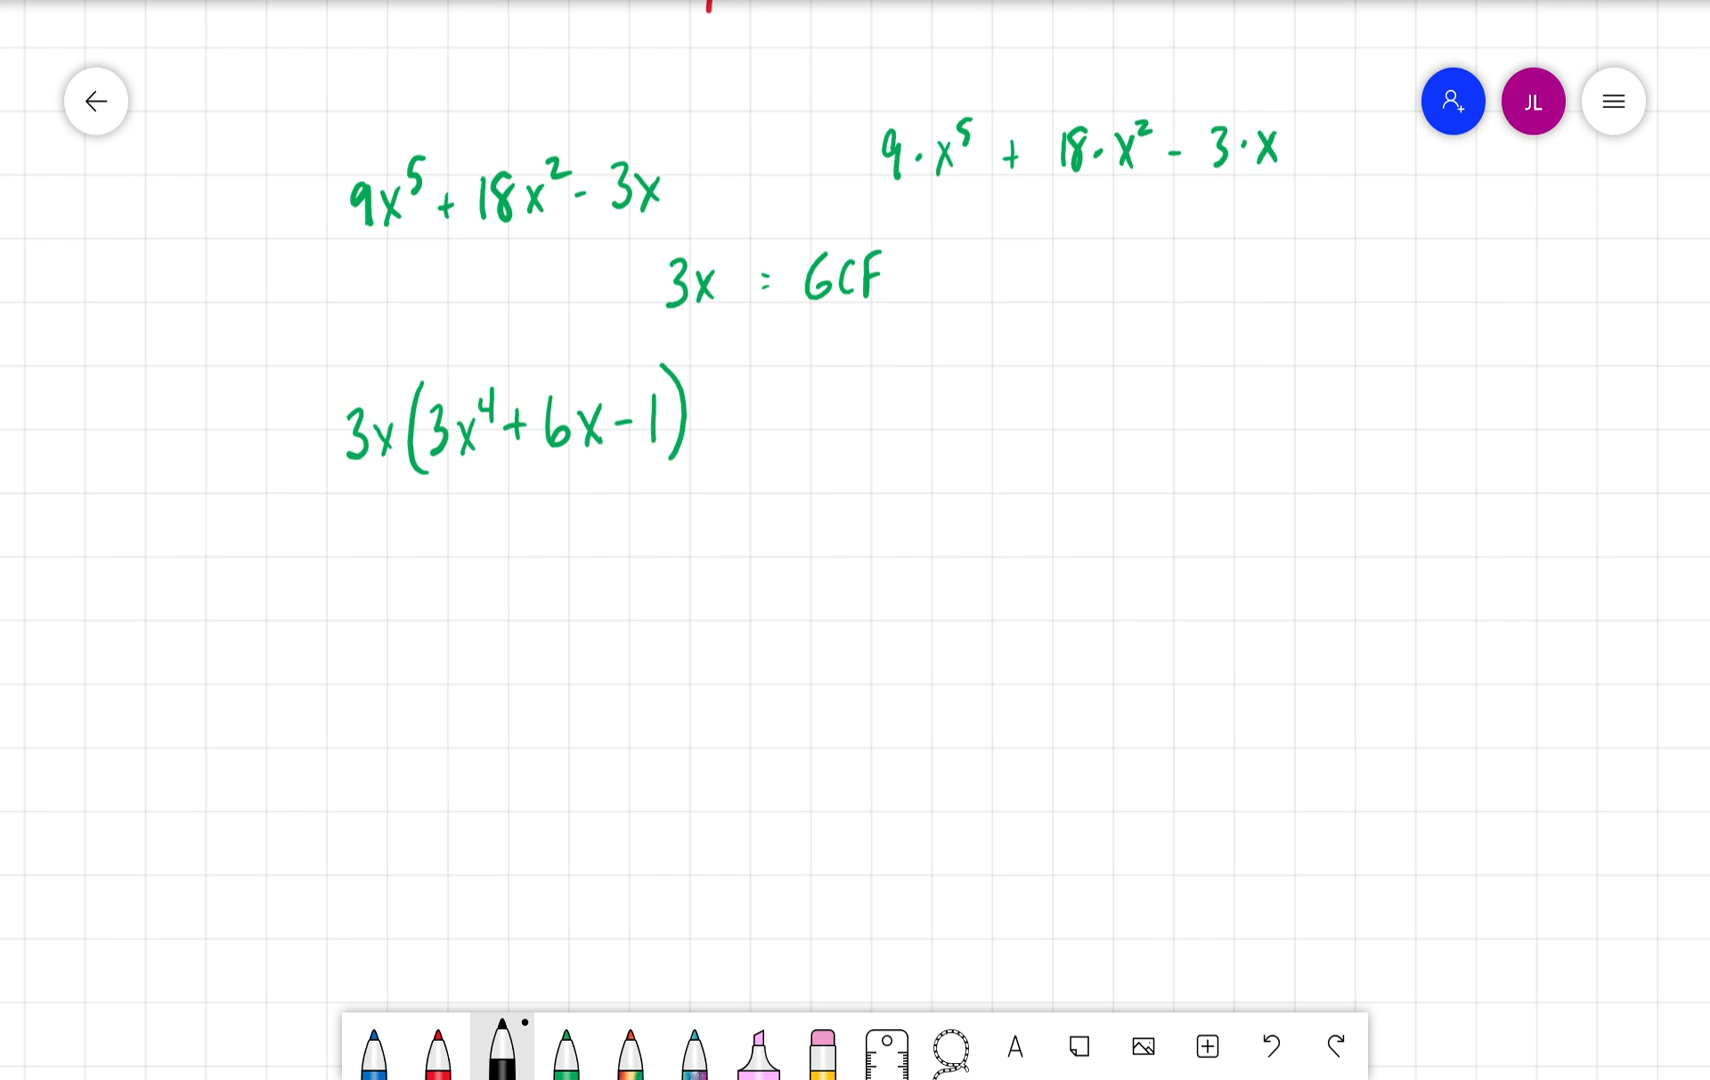 JL
9x⁵ + 18x² - 3x
9·x⁵ + 18·x² - 3·x
3x = GCF
3x(3x⁴ + 6x - 1)
A